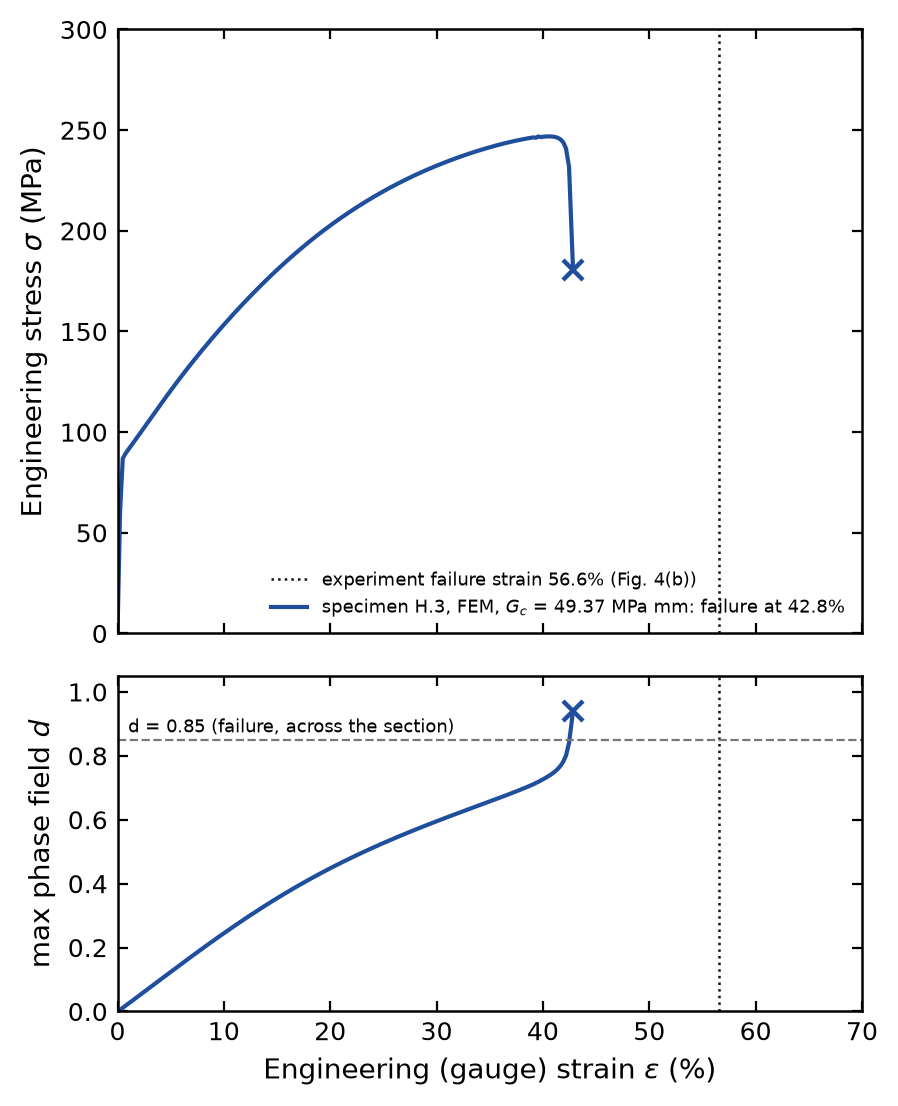 300
250
200
150
100
50
0
Engineering stress σ (MPa)
experiment failure strain 56.6% (Fig. 4(b))
specimen H.3, FEM, G_c = 49.37 MPa mm: failure at 42.8%
1.0
0.8
0.6
0.4
0.2
0.0
max phase field d
d = 0.85 (failure, across the section)
0 10 20 30 40 50 60 70
Engineering (gauge) strain ε (%)